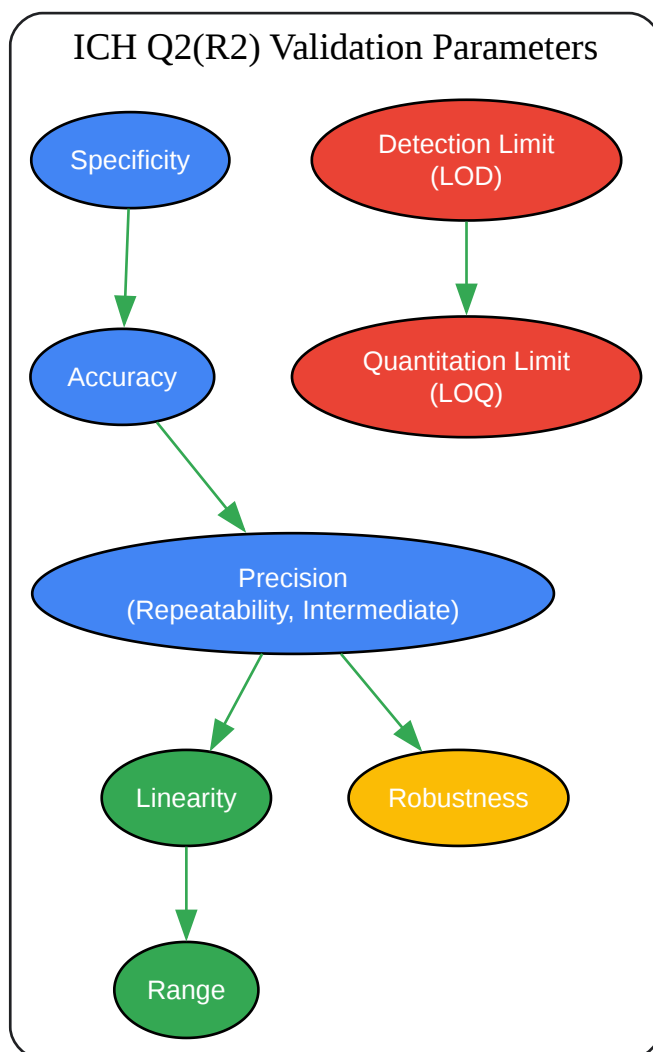 ICH Q2(R2) Validation Parameters
Specificity
Detection Limit
(LOD)
Accuracy
Quantitation Limit
(LOQ)
Precision
(Repeatability, Intermediate)
Linearity
Robustness
Range